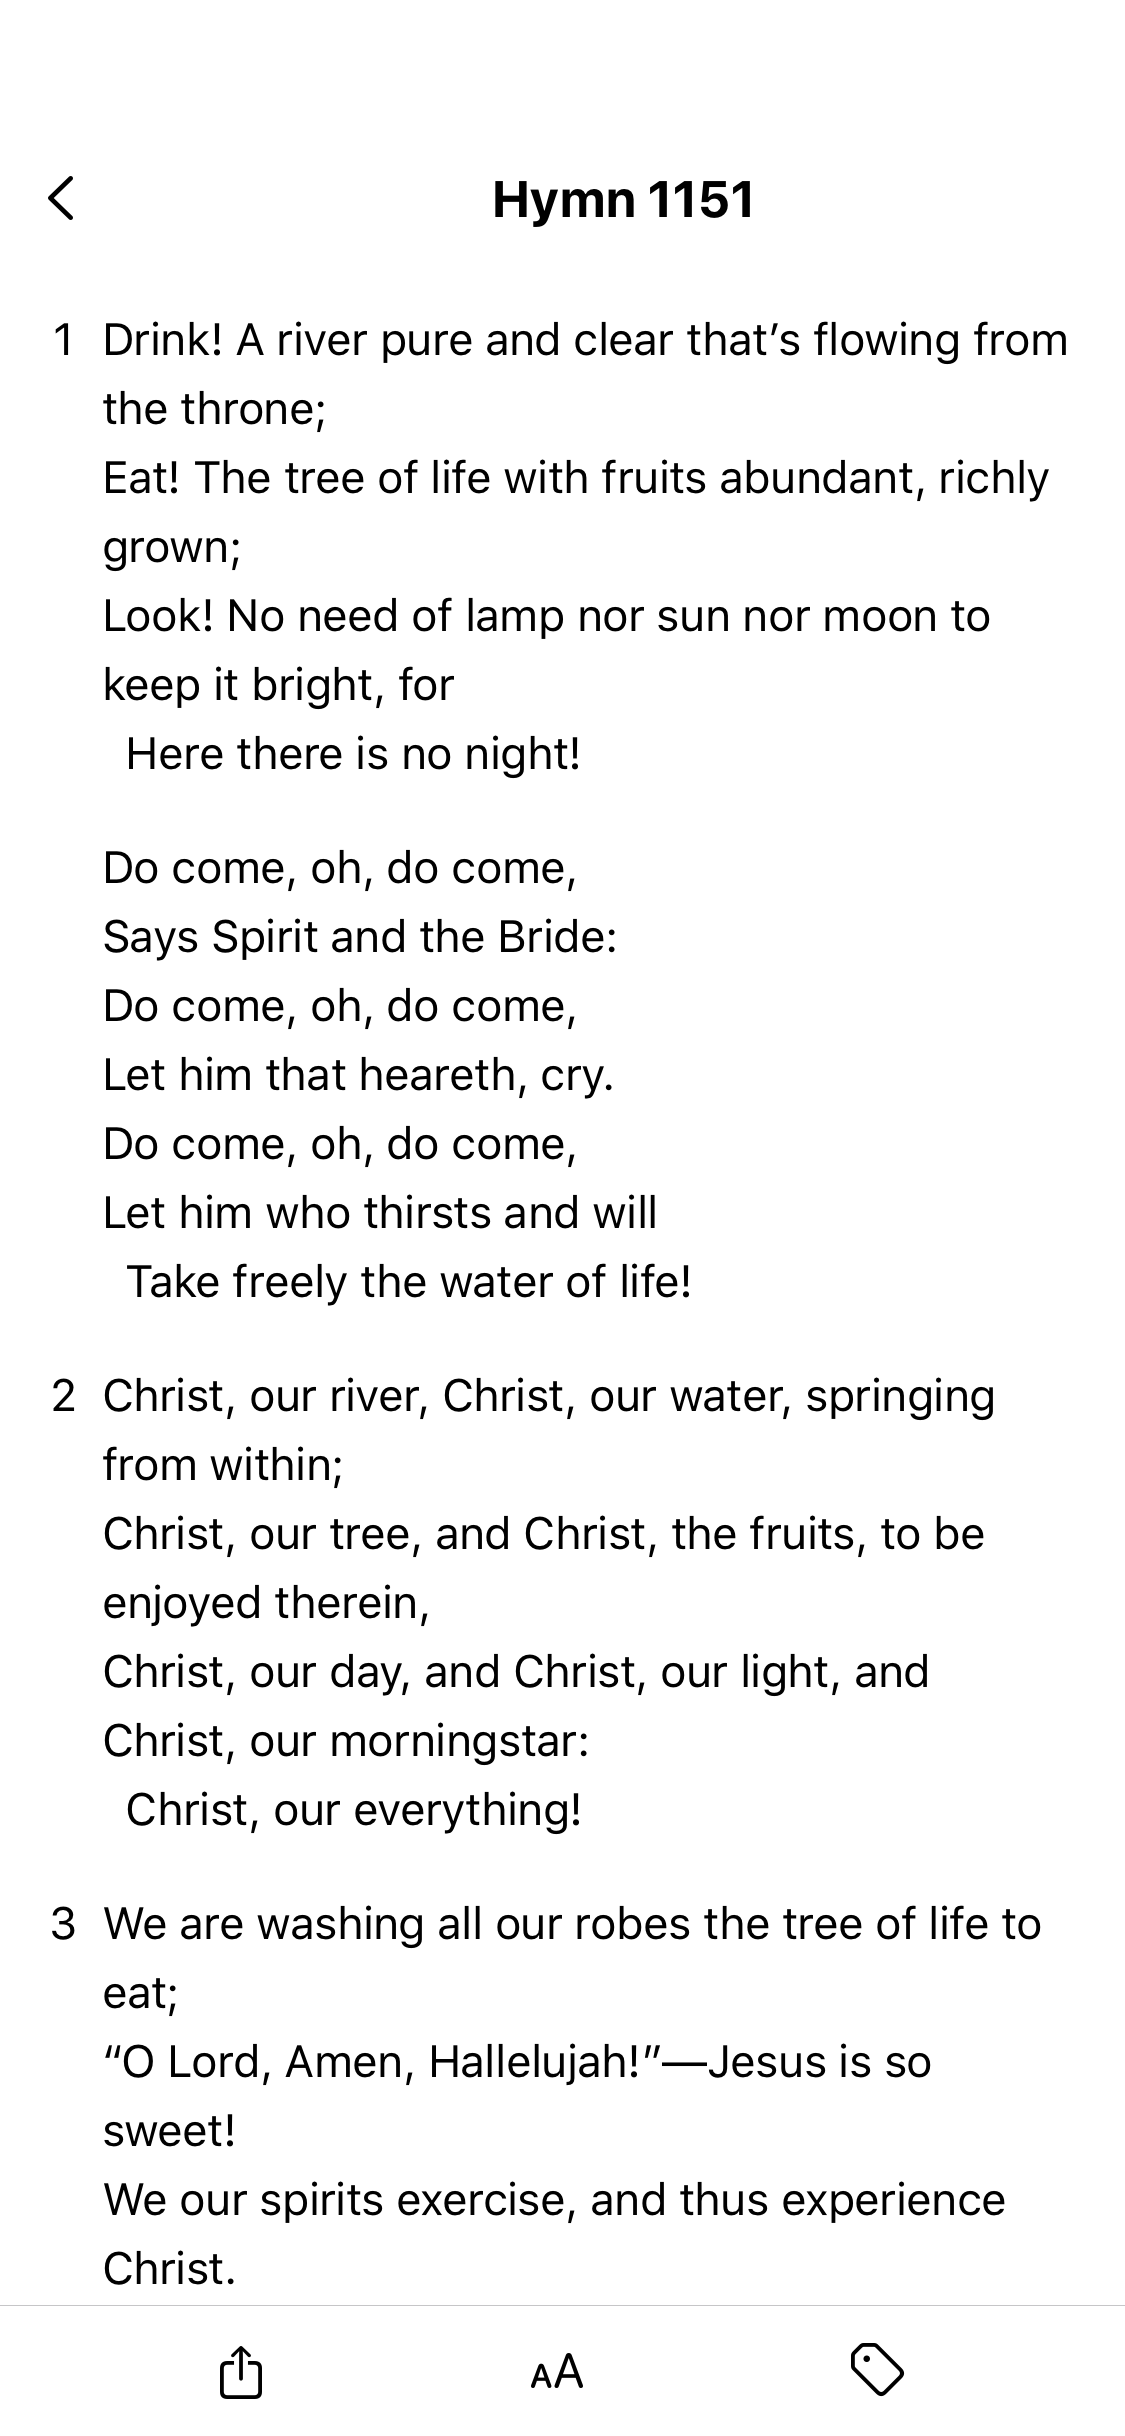 Hymn 1151
1 Drink! A river pure and clear that’s flowing from
the throne;
Eat! The tree of life with fruits abundant, richly
grown;
Look! No need of lamp nor sun nor moon to
keep it bright, for
Here there is no night!
Do come, oh, do come,
Says Spirit and the Bride:
Do come, oh, do come,
Let him that heareth, cry.
Do come, oh, do come,
Let him who thirsts and will
Take freely the water of life!
2 Christ, our river, Christ, our water, springing
from within;
Christ, our tree, and Christ, the fruits, to be
enjoyed therein,
Christ, our day, and Christ, our light, and
Christ, our morningstar:
Christ, our everything!
3 We are washing all our robes the tree of life to
eat;
“O Lord, Amen, Hallelujah!”—Jesus is so
sweet!
We our spirits exercise, and thus experience
Christ.
AA